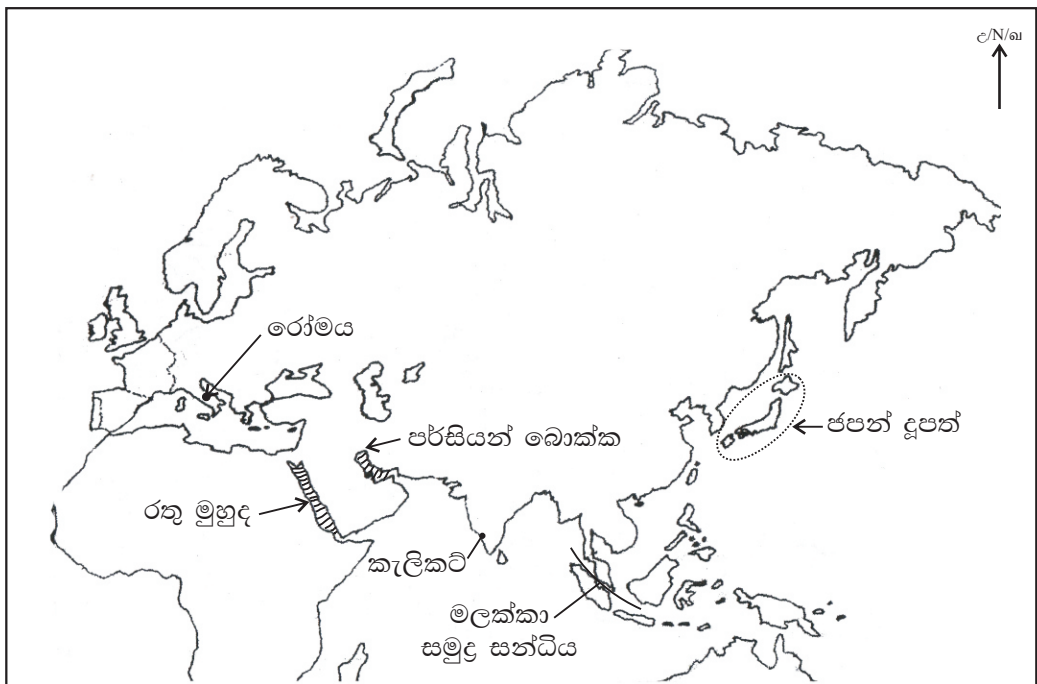 උ/N/வ
රෝමය
පර්සියන් බොක්ක
ජපන් දූපත්
රතු මුහුද
කැලිකට්
මලක්කා
සමුද්‍ර සන්ධිය